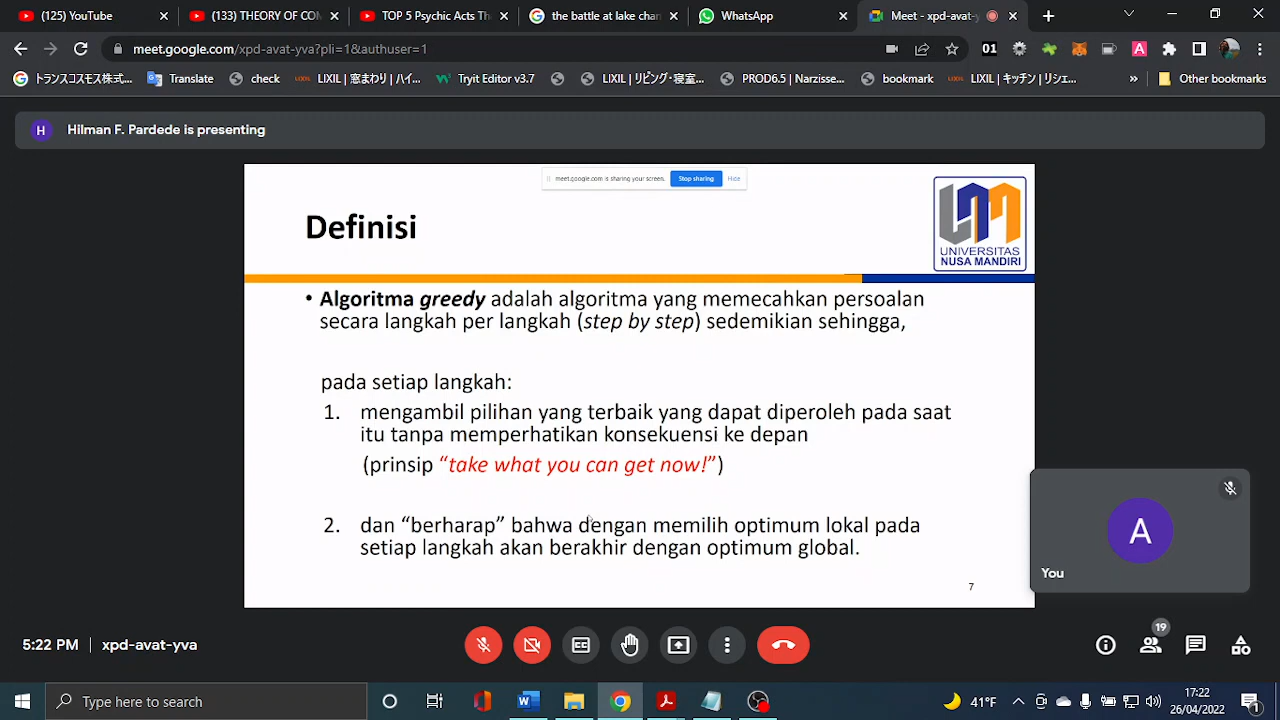 (125) YouTube
(133) THEORY OF CON
TOP 5 Psycho Facts Th
the battle at lake chan
WhatsApp
Meet - xpd-avat-y
meet.google.com/xpd-avat-yva?pli=1&authuser=1
01
A
トランスコスモス株式...
Translate
check
LIXIL | 窓まわり | ハイ...
Tryit Editor v3.7
LIXIL | リビング・寝室...
PROD6.5) Narzisse...
bookmark
LIXIL | キッチン | リシェ...
»
Other bookmarks
H
Hilman F. Pardede is presenting
meet.google.com is sharing your screen.
Stop sharing
Hide
Definisi
UNIVERSITAS
NUSA MANDIRI
• Algoritma greedy adalah algoritma yang memecahkan persoalan
secara langkah per langkah (step by step) sedemikian sehingga,
pada setiap langkah:
1. mengambil pilihan yang terbaik yang dapat diperoleh pada saat
itu tanpa memperhatikan konsekuensi ke depan
(prinsip “take what you can get now!”)
2. dan “berharap” bahwa dengan memilih optimum lokal pada
setiap langkah akan berakhir dengan optimum global.
7
A
You
5:22 PM | xpd-avat-yva
19
Type here to search
41°F
17:22
26/04/2022
1